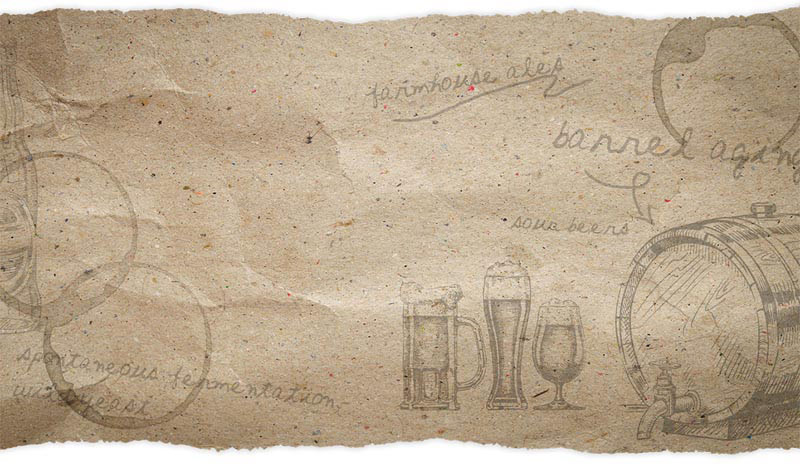 farmhouse ales
barrel aging
sour beers
spontaneous fermentation,
wild yeast